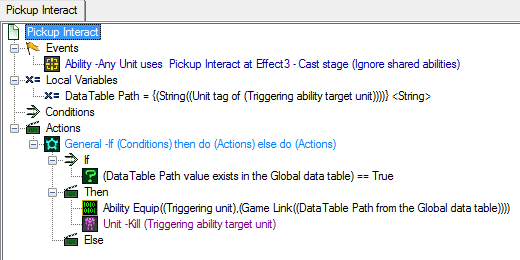 Pickup Interact
Pickup Interact
Events
Ability -Any Unit uses  Pickup Interact at Effect3 - Cast stage (Ignore shared abilities)
Local Variables
DataTable Path = {(String((Unit tag of (Triggering ability target unit))))} <String>
Conditions
Actions
General -If (Conditions) then do (Actions) else do (Actions)
If
(DataTable Path value exists in the Global data table) == True
Then
Ability Equip((Triggering unit),(Game Link((DataTable Path from the Global data table))))
Unit -Kill (Triggering ability target unit)
Else